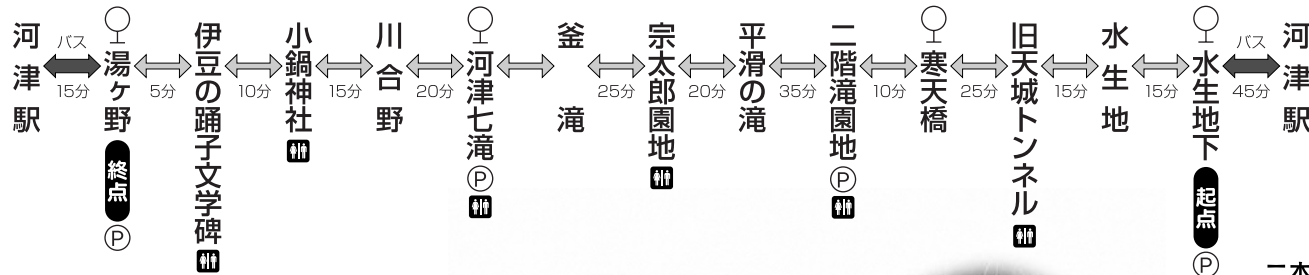 河津駅
バス
15分
湯ヶ野
終点
P
5分
伊豆の踊子文学碑
10分
小鍋神社
15分
川合野
20分
河津七滝
P
釜滝
25分
宗太郎園地
20分
平滑の滝
35分
二階滝園地
P
10分
寒天橋
25分
旧天城トンネル
15分
水生地
15分
水生地下
起点
P
バス
45分
河津駅